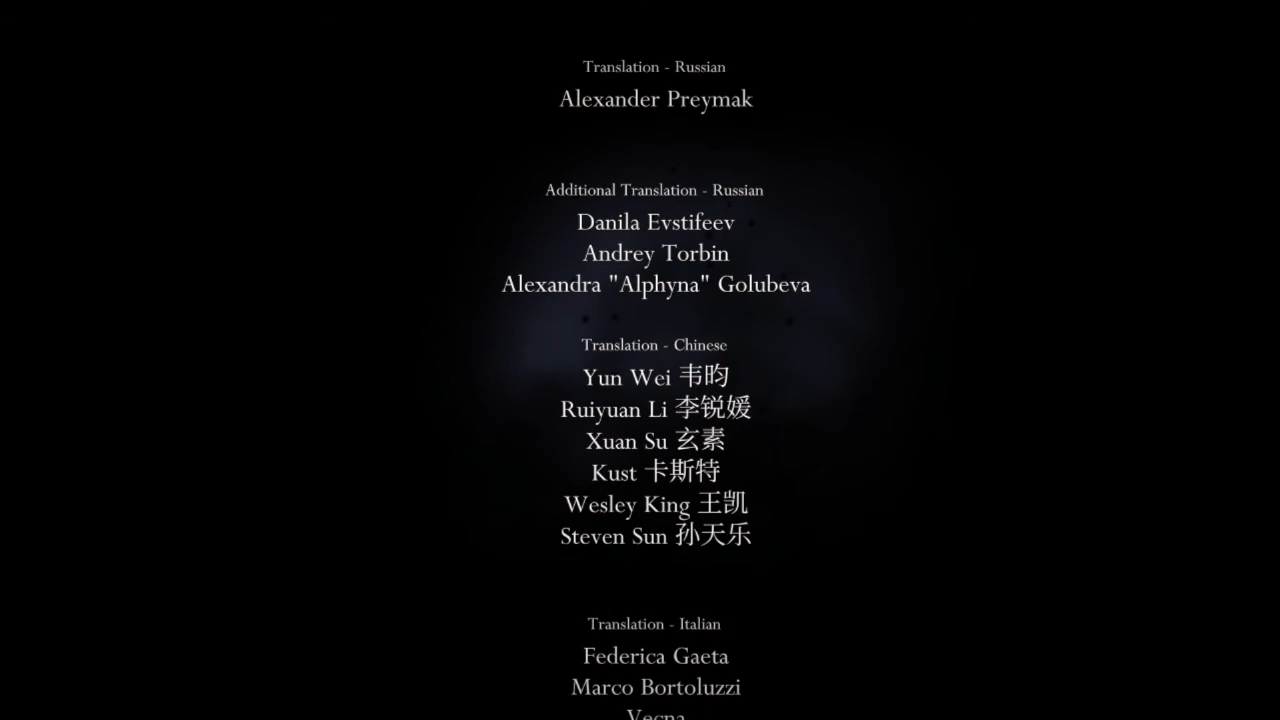 Translation - Russian
Alexander Preymak
Additional Translation - Russian
Danila Evstifeev
Andrey Torbin
Alexandra "Alphyna" Golubeva
Translation - Chinese
Yun Wei 韦昀
Ruiyuan Li 李锐媛
Xuan Su 玄素
Kust 卡斯特
Wesley King 王凯
Steven Sun 孙天乐
Translation - Italian
Federica Gaeta
Marco Bortoluzzi
Vecna